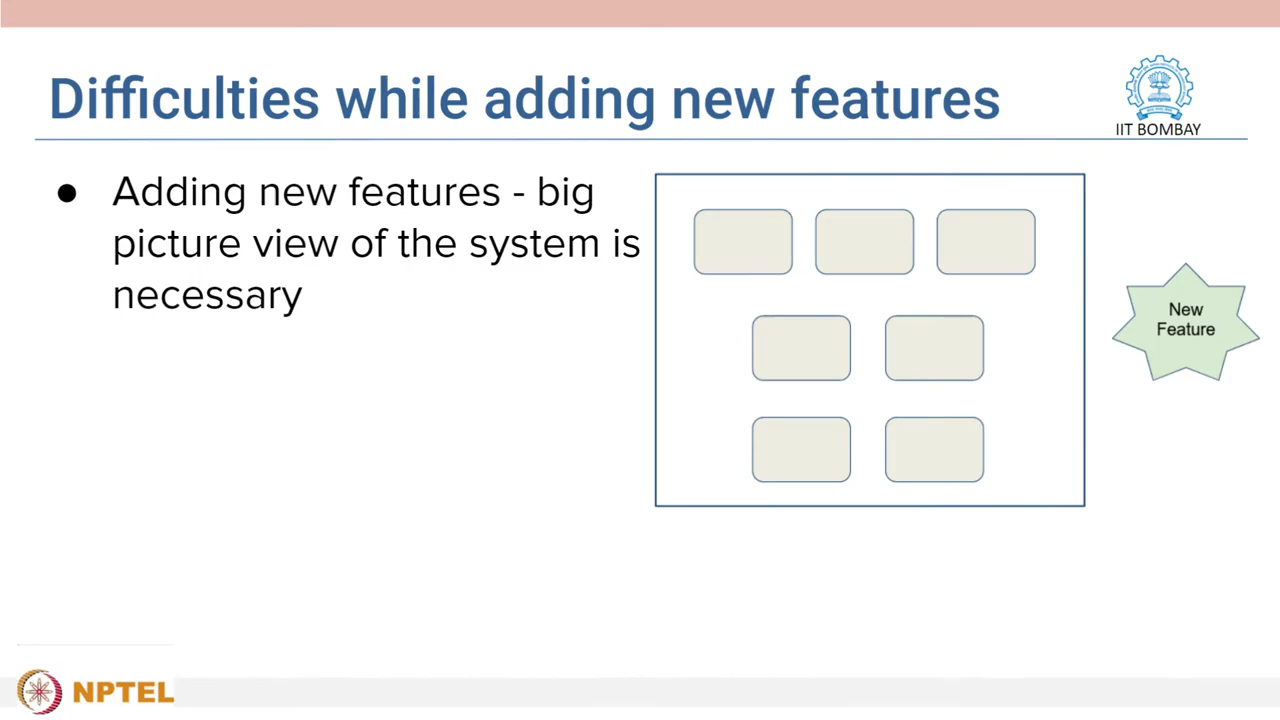 Difficulties while adding new features
IIT BOMBAY
● Adding new features - big
picture view of the system is
necessary
New
Feature
NPTEL